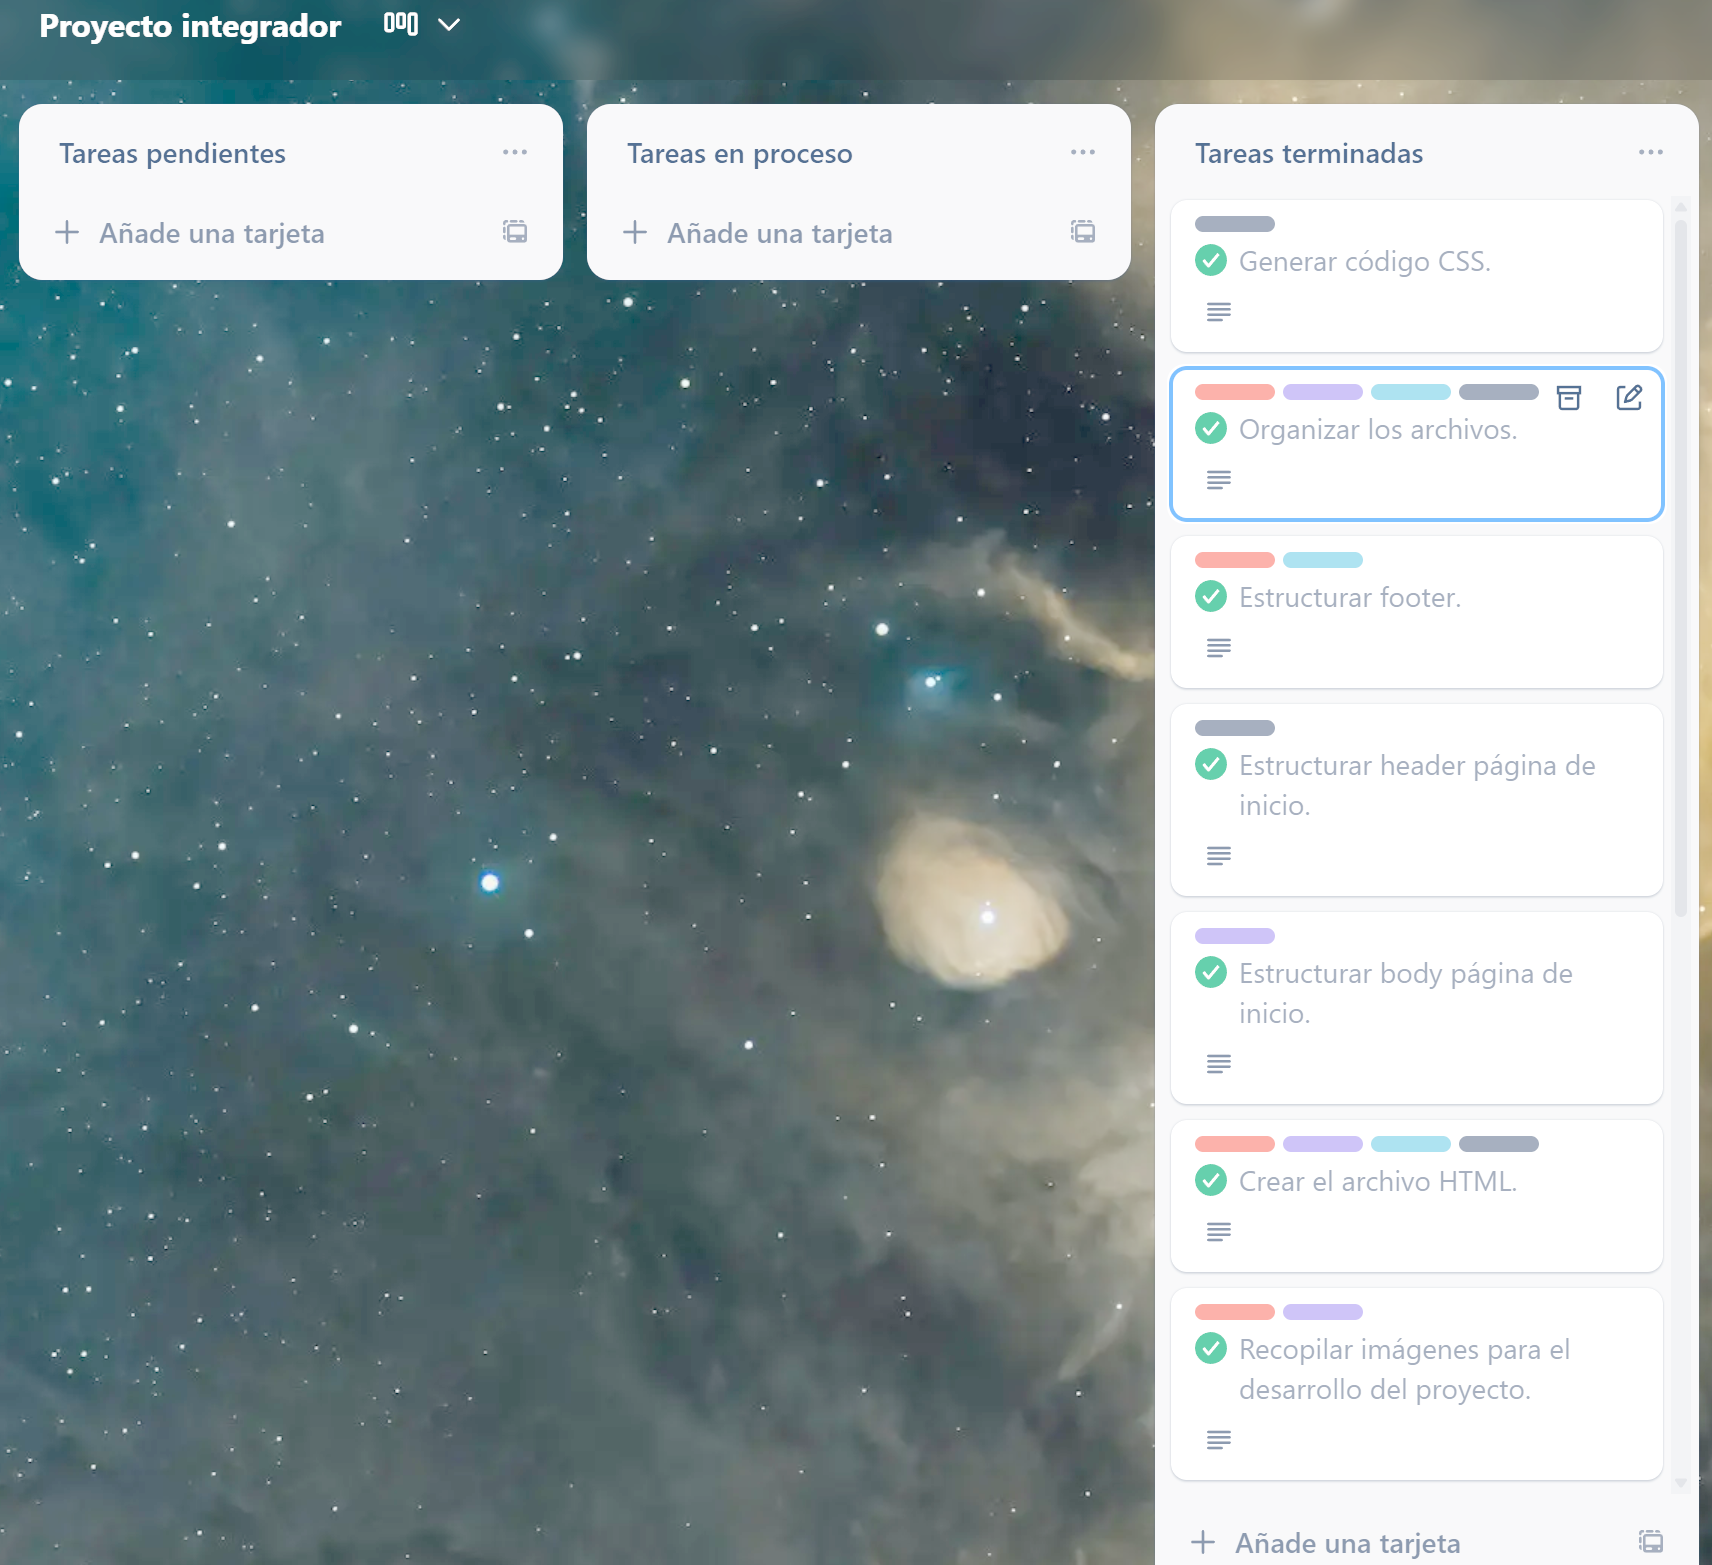 Proyecto integrador
Tareas pendientes
Añade una tarjeta
Tareas en proceso
Añade una tarjeta
Tareas terminadas
Generar código CSS.
Organizar los archivos.
Estructurar footer.
Estructurar header página de
inicio.
Estructurar body página de
inicio.
Crear el archivo HTML.
Recopilar imágenes para el
desarrollo del proyecto.
Añade una tarjeta